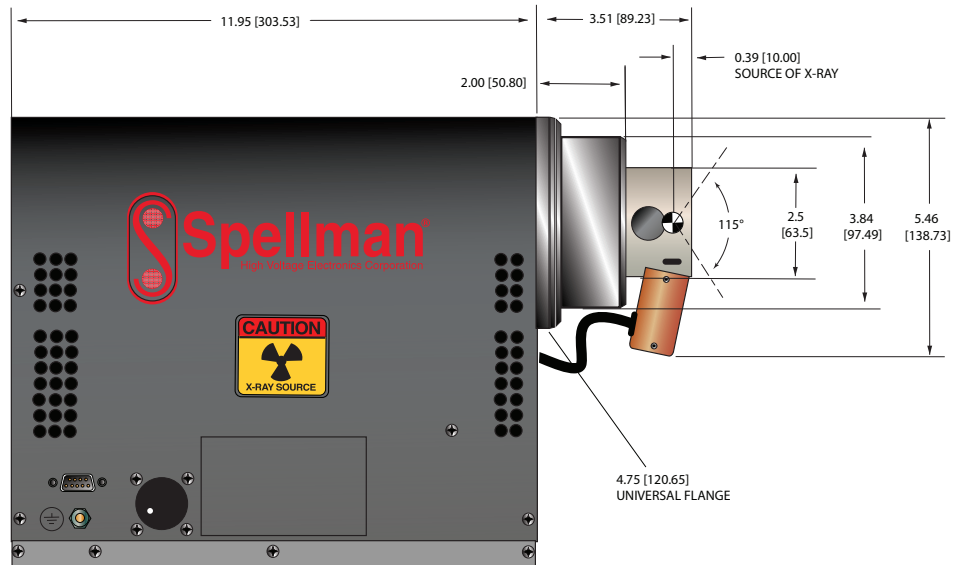 11.95 [303.53]
3.51 [89.23]
0.39 [10.00]
SOURCE OF X-RAY
2.00 [50.80]
115°
2.5
[63.5]
3.84
[97.49]
5.46
[138.73]
Spellman®
High Voltage Electronics Corporation
CAUTION
X-RAY SOURCE
4.75 [120.65]
UNIVERSAL FLANGE